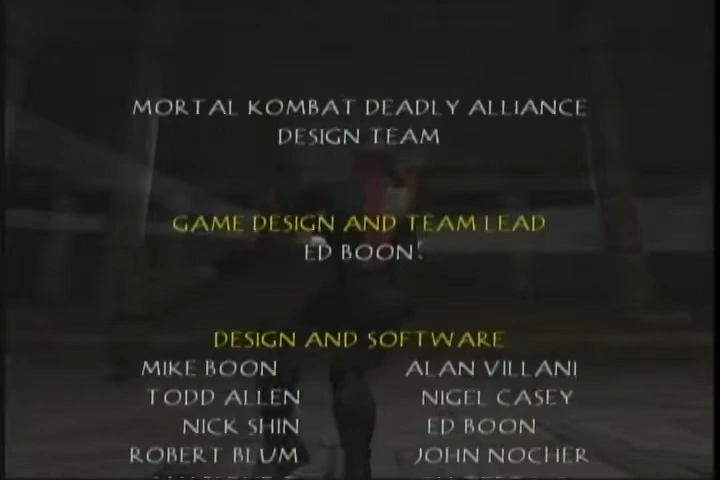 MORTAL KOMBAT DEADLY ALLIANCE
DESIGN TEAM
GAME DESIGN AND TEAM LEAD
ED BOON
DESIGN AND SOFTWARE
MIKE BOON ALAN VILLANI
TODD ALLEN NIGEL CASEY
NICK SHIN ED BOON
ROBERT BLUM JOHN NOCHER